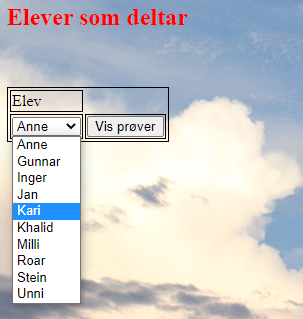 Elever som deltar
Elev
Anne Vis prøver
Anne
Gunnar
Inger
Jan
Kari
Khalid
Milli
Roar
Stein
Unni